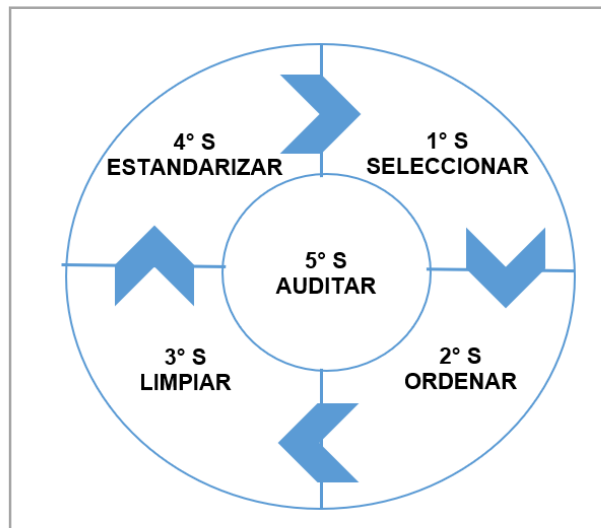 1° S
SELECCIONAR
2° S
ORDENAR
3° S
LIMPIAR
4° S
ESTANDARIZAR
5° S
AUDITAR